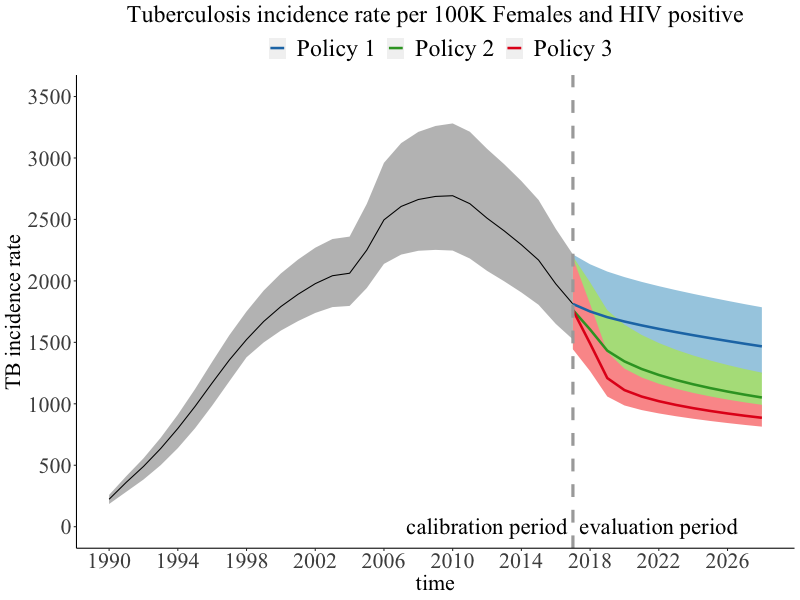 Tuberculosis incidence rate per 100K Females and HIV positive
Policy 1 Policy 2 Policy 3
TB incidence rate
3500
3000
2500
2000
1500
1000
500
0
calibration period evaluation period
1990 1994 1998 2002 2006 2010 2014 2018 2022 2026
time